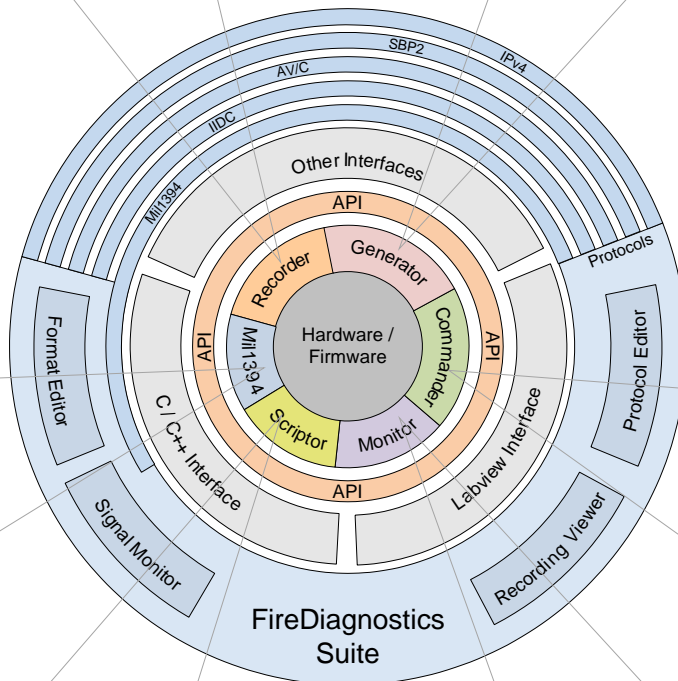 IPv4
SBP2
AV/C
IIDC
Mil1394
Protocols
Other Interfaces
API
Recorder
Generator
Commander
Monitor
Scriptor
Mil1394
Hardware /
Firmware
API
API
API
C / C++ Interface
Labview Interface
Format Editor
Protocol Editor
Signal Monitor
Recording Viewer
FireDiagnostics
Suite